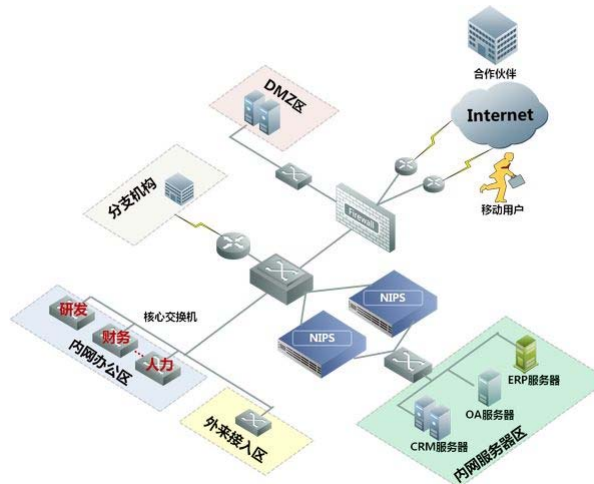 合作伙伴
DMZ区
Internet
分支机构
Firewall
移动用户
NIPS
研发
核心交换机
NIPS
财务
人力
内网办公区
ERP服务器
OA服务器
外来接入区
CRM服务器
内网服务器区